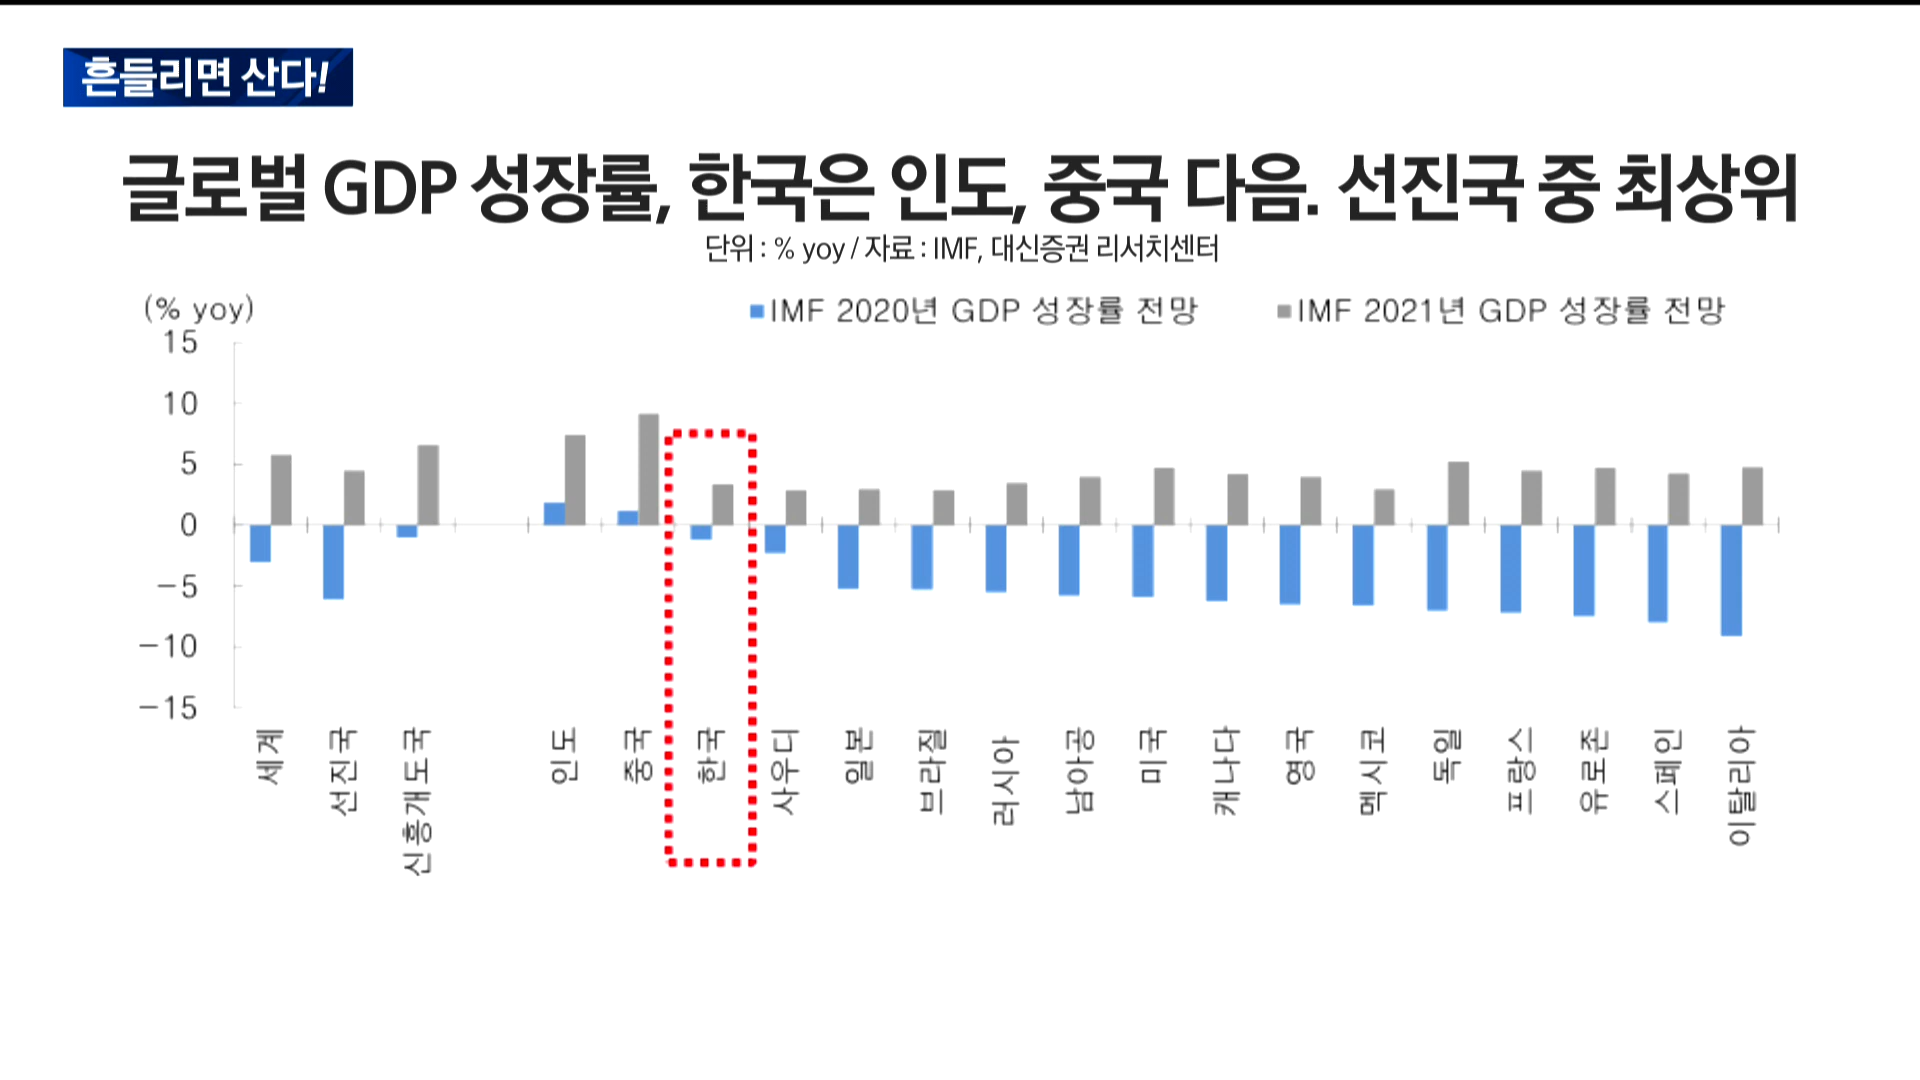 흔들리면 산다!
글로벌 GDP 성장률, 한국은 인도, 중국 다음. 선진국 중 최상위
단위 : % yoy / 자료 : IMF, 대신증권 리서치센터
(% yoy)
IMF 2020년 GDP 성장률 전망
IMF 2021년 GDP 성장률 전망
15
10
5
0
-5
-10
-15
세계
선진국
신흥개도국
인도
중국
한국
사우디
일본
브라질
러시아
남아공
미국
캐나다
영국
멕시코
독일
프랑스
유로존
스페인
이탈리아